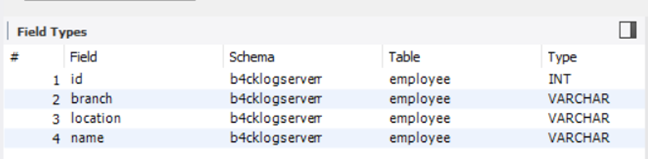 Field Types
# Field Schema Table Type
1 id b4cklogserverr employee INT
2 branch b4cklogserverr employee VARCHAR
3 location b4cklogserverr employee VARCHAR
4 name b4cklogserverr employee VARCHAR